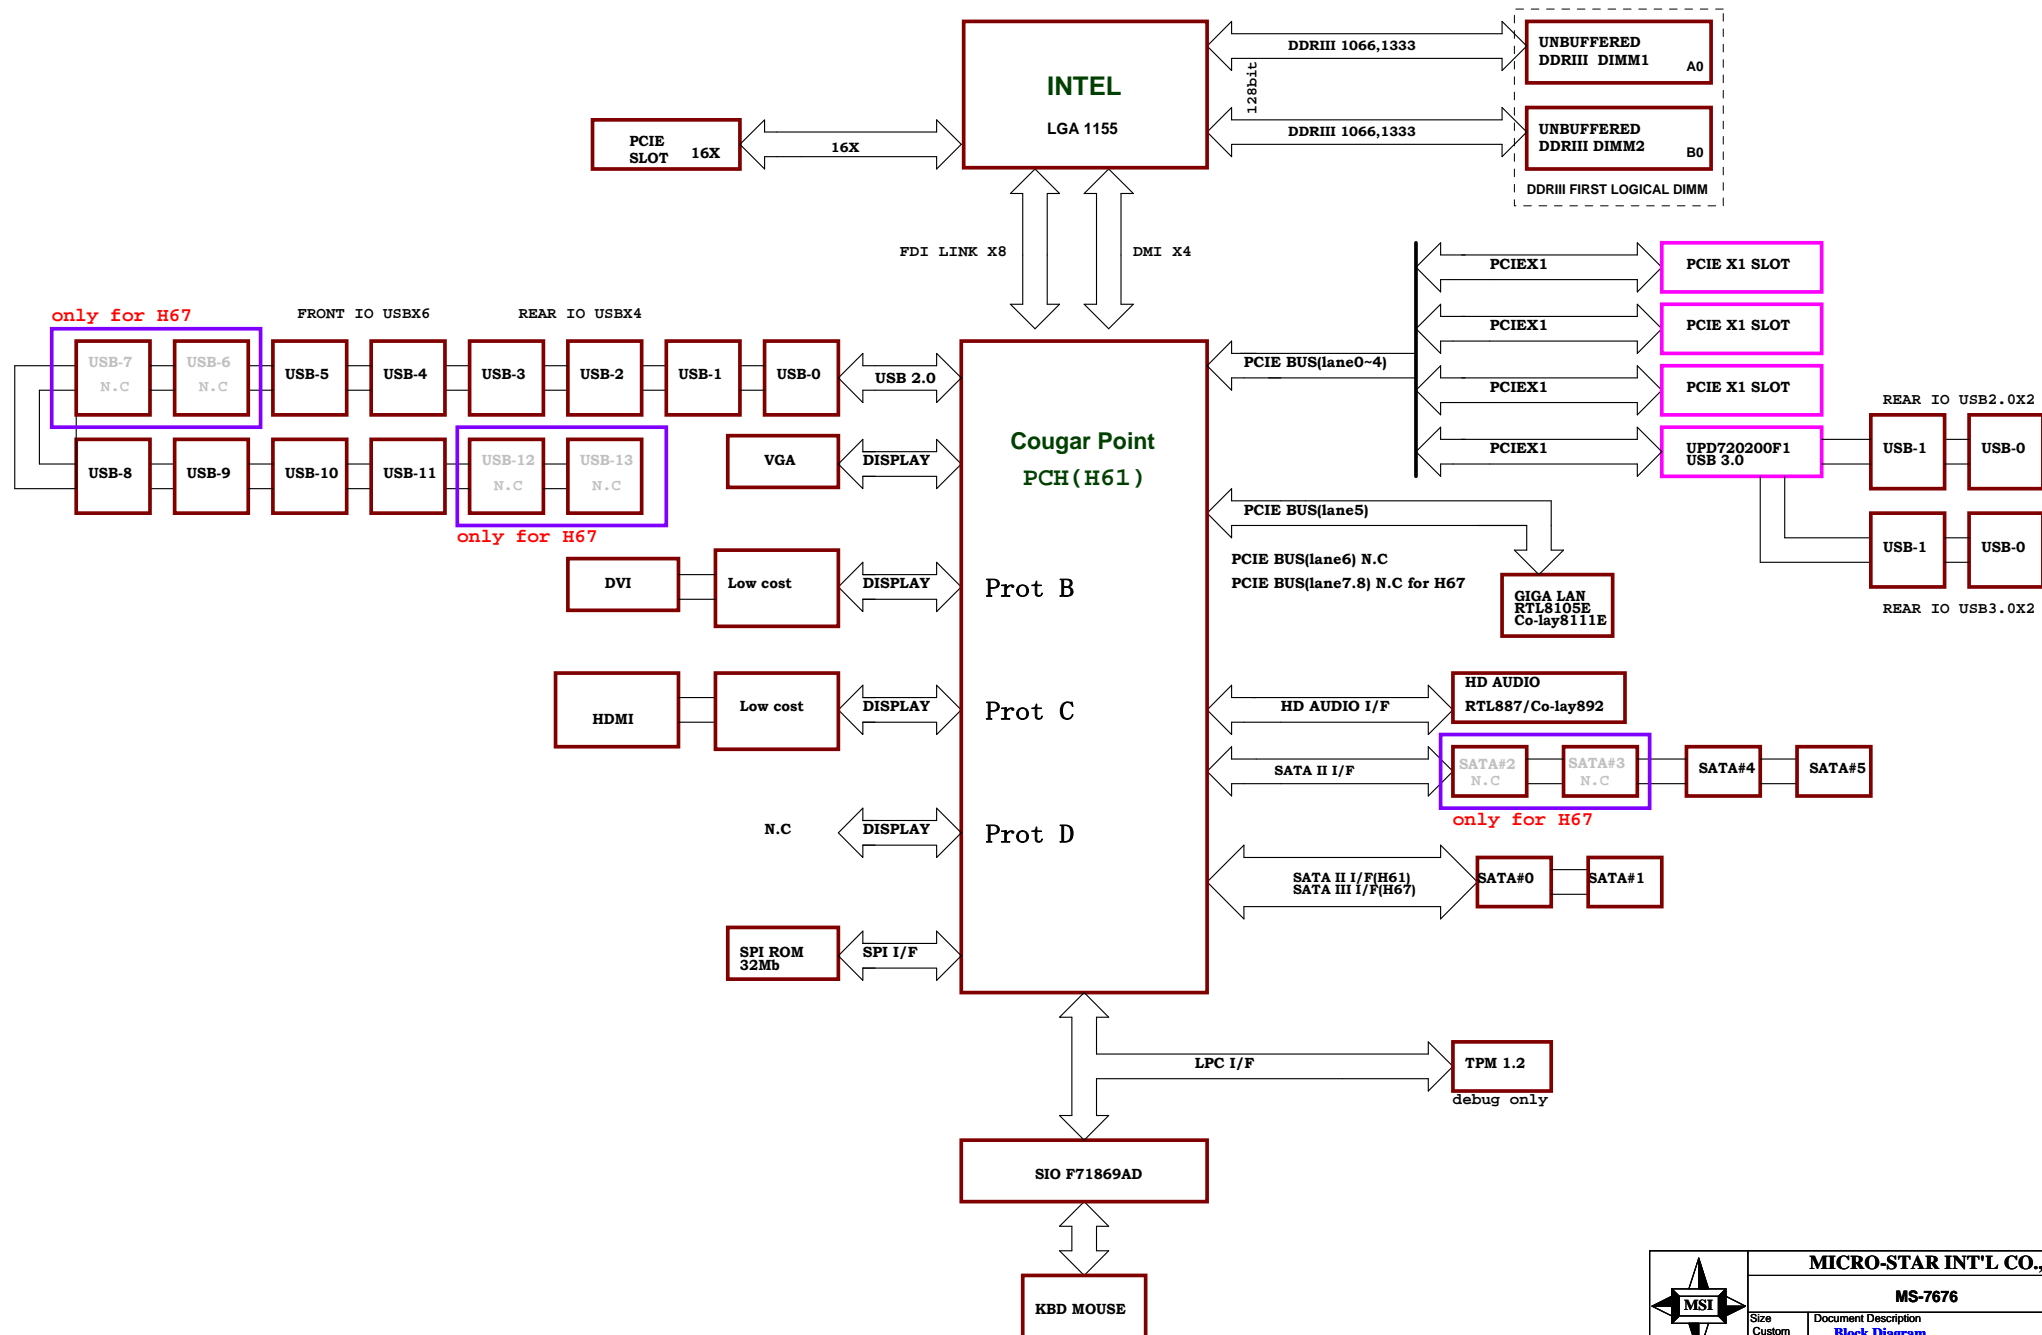 INTEL
LGA 1155
DDRIII 1066,1333
128bit
DDRIII 1066,1333
UNBUFFERED
DDRIII  DIMM1
A0
UNBUFFERED
DDRIII DIMM2
B0
DDRIII FIRST LOGICAL DIMM
PCIE
SLOT 16X
16X
FDI LINK X8
DMI X4
only for H67
FRONT IO USBX6
REAR IO USBX4
USB-7
N.C
USB-6
N.C
USB-5
USB-4
USB-3
USB-2
USB-1
USB-0
USB 2.0
USB-8
USB-9
USB-10
USB-11
USB-12
N.C
USB-13
N.C
only for H67
VGA
DISPLAY
Cougar Point
PCH(H61)
PCIE BUS(lane0~4)
PCIEX1
PCIE X1 SLOT
PCIEX1
PCIE X1 SLOT
PCIEX1
PCIE X1 SLOT
PCIEX1
UPD720200F1
USB 3.0
REAR IO USB2.0X2
USB-1
USB-0
USB-1
USB-0
REAR IO USB3.0X2
PCIE BUS(lane5)
PCIE BUS(lane6) N.C
PCIE BUS(lane7.8) N.C for H67
GIGA LAN
RTL8105E
Co-lay8111E
DVI
Low cost
DISPLAY
Prot B
HDMI
Low cost
DISPLAY
Prot C
HD AUDIO I/F
HD AUDIO
RTL887/Co-lay892
SATA II I/F
SATA#2
N.C
SATA#3
N.C
SATA#4
SATA#5
only for H67
N.C
DISPLAY
Prot D
SATA II I/F(H61)
SATA III I/F(H67)
SATA#0
SATA#1
SPI ROM
32Mb
SPI I/F
LPC I/F
TPM 1.2
debug only
SIO F71869AD
KBD MOUSE
MSI
MICRO-STAR INT'L CO.,
MS-7676
Size
Custom
Document Description
Block Diagram